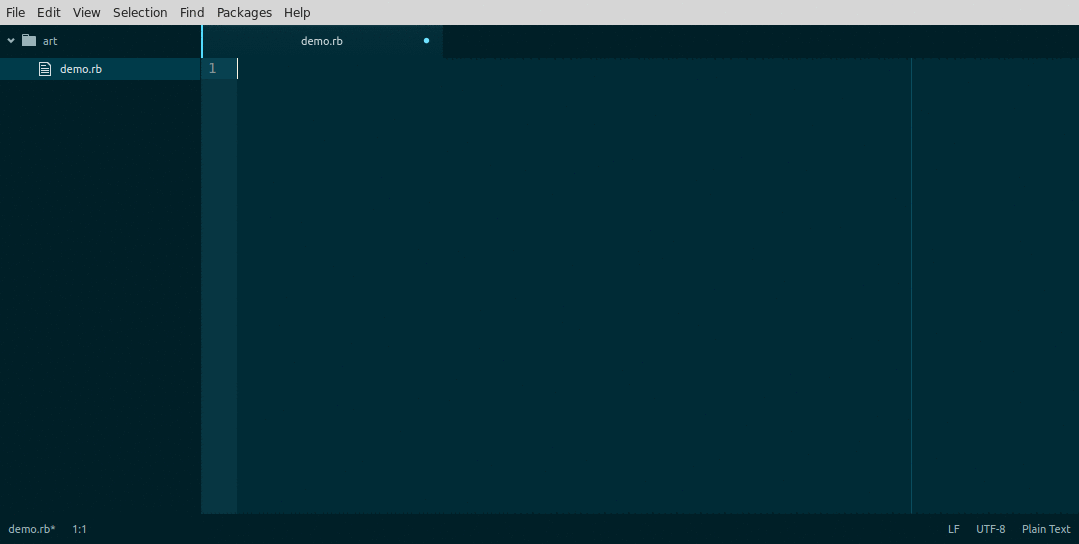 File Edit View Selection Find Packages Help
art
demo.rb
demo.rb
1
demo.rb* 1:1 LF UTF-8 Plain Text